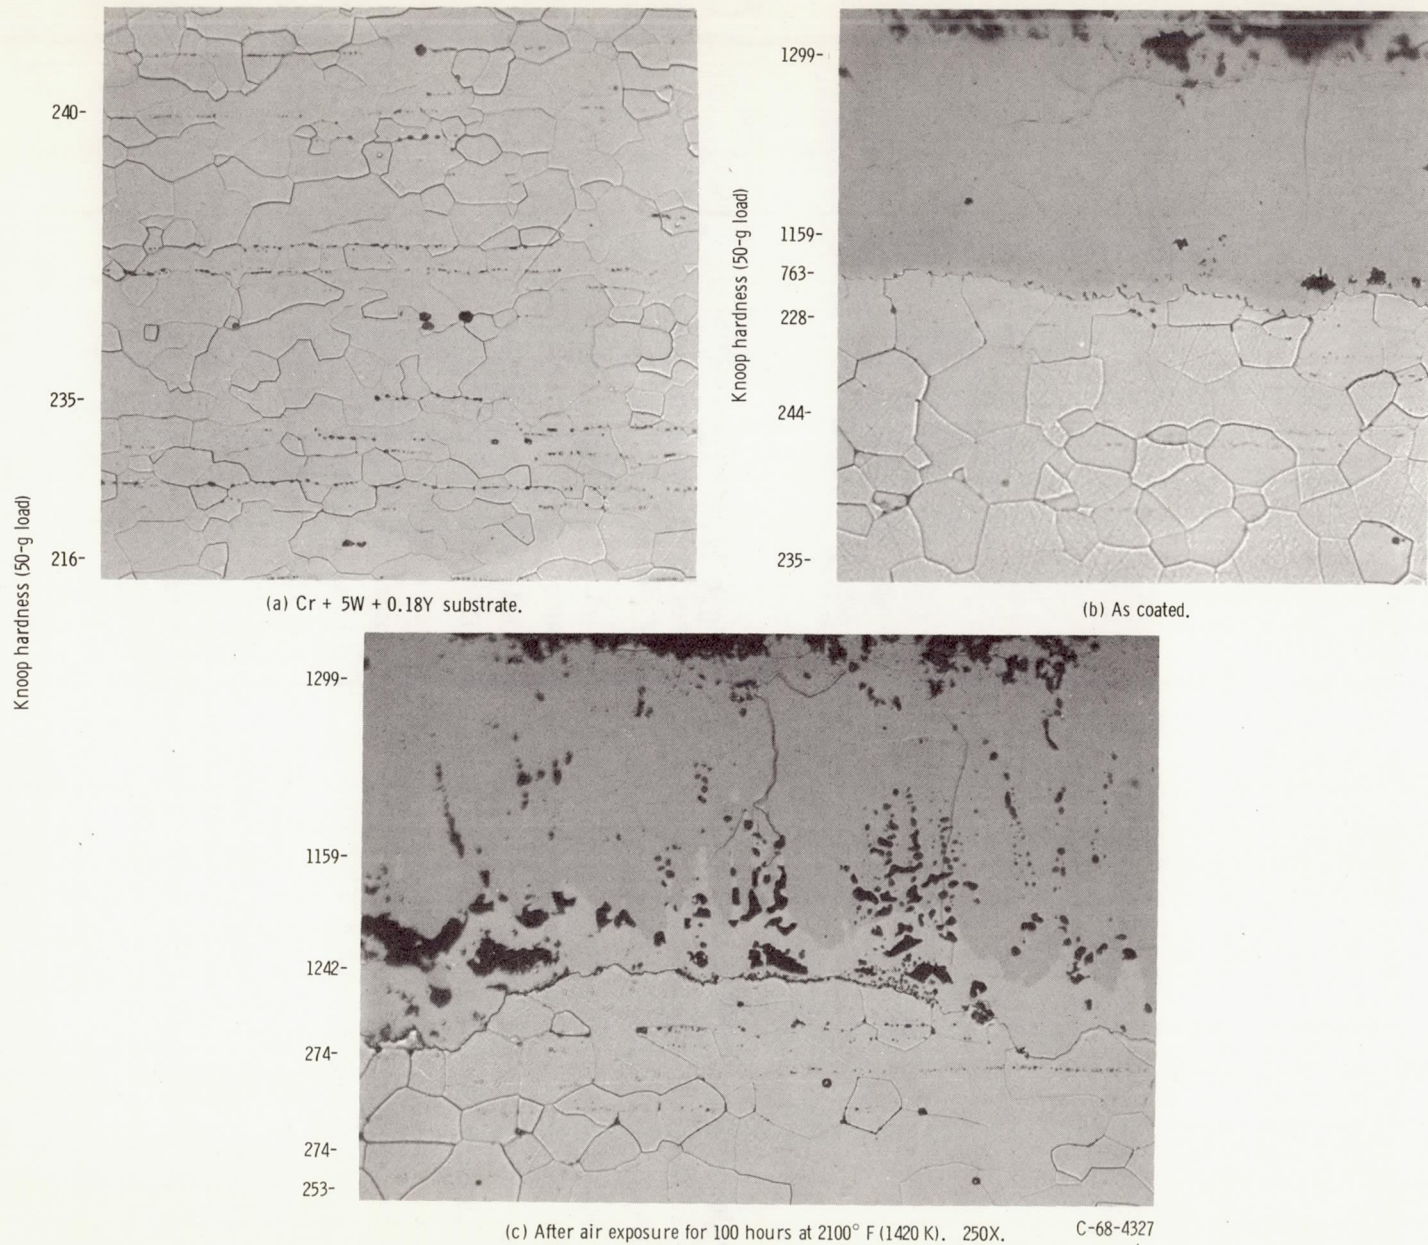 240-
235-
216-
Knoop hardness (50-g load)
(a) Cr + 5W + 0.18Y substrate.
1299-
1159-
763-
228-
244-
235-
Knoop hardness (50-g load)
(b) As coated.
1299-
1159-
1242-
274-
274-
253-
(c) After air exposure for 100 hours at 2100° F (1420 K). 250X.
C-68-4327